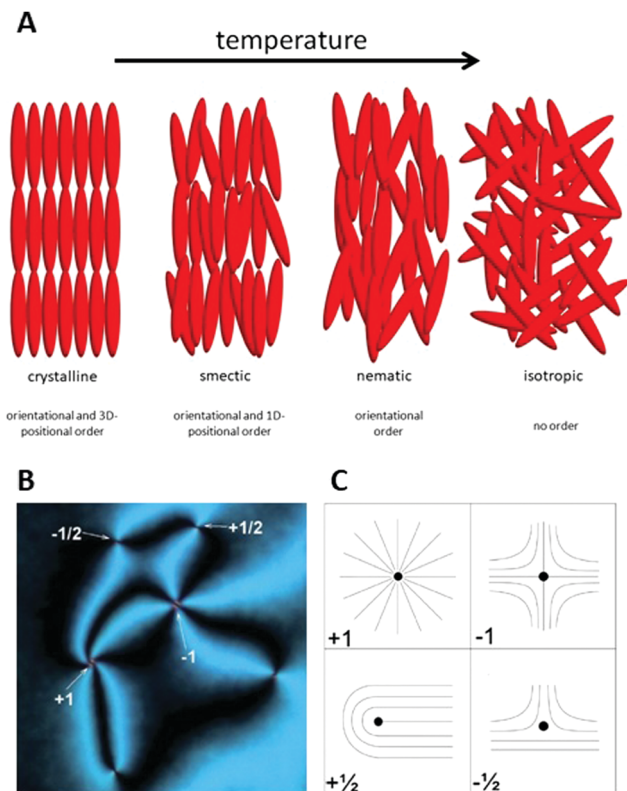 A
temperature
crystalline
smectic
nematic
isotropic
orientational and 3D-
positional order
orientational and 1D-
positional order
orientational
order
no order
B
-1/2
+1/2
-1
+1
C
+1
-1
+½
-½